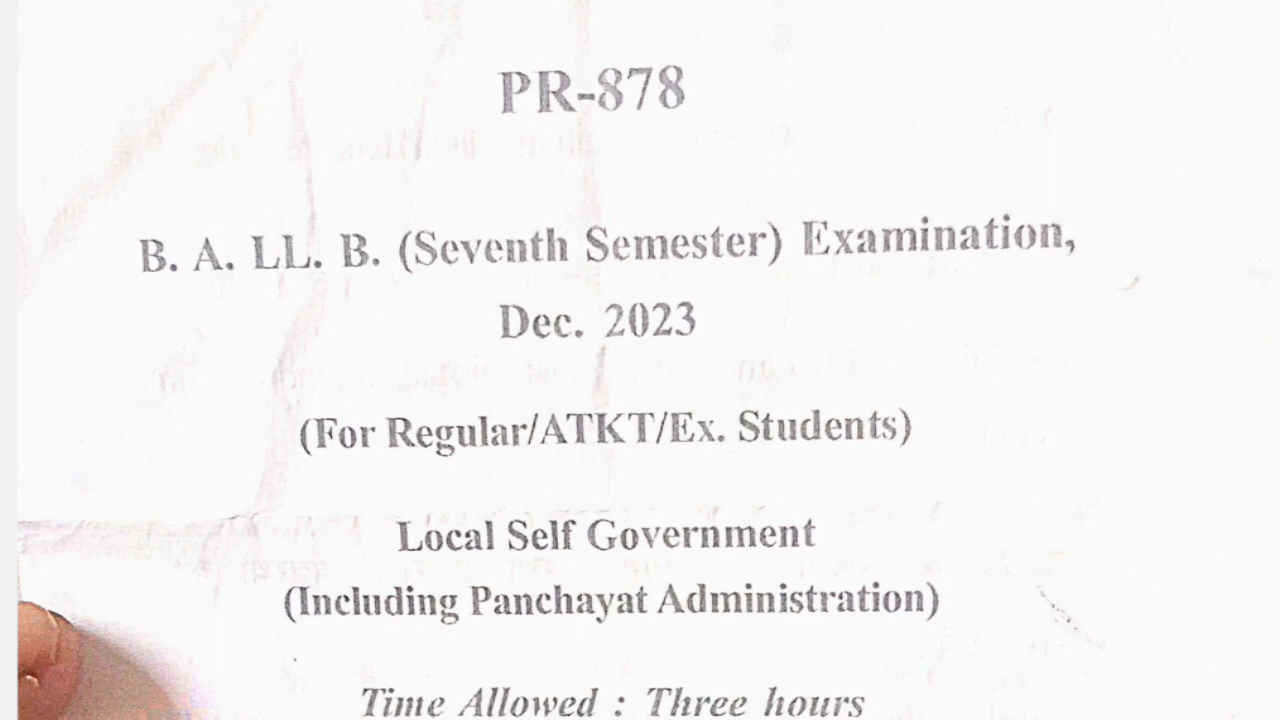 PR-878
B. A. LL. B. (Seventh Semester) Examination,
Dec. 2023
(For Regular/ATKT/Ex. Students)
Local Self Government
(Including Panchayat Administration)
Time Allowed : Three hours